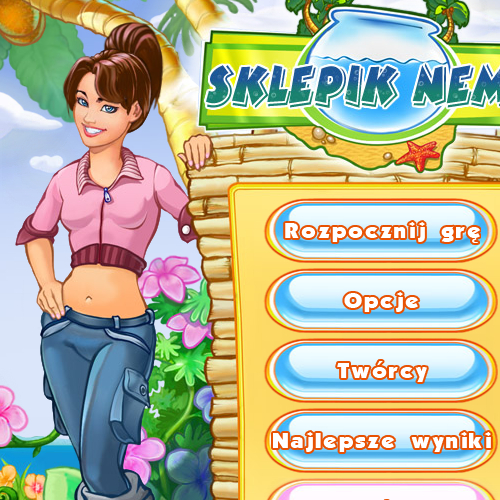 SKLEPIK NEM
Rozpocznij grę
Opcje
Twórcy
Najlepsze wyniki